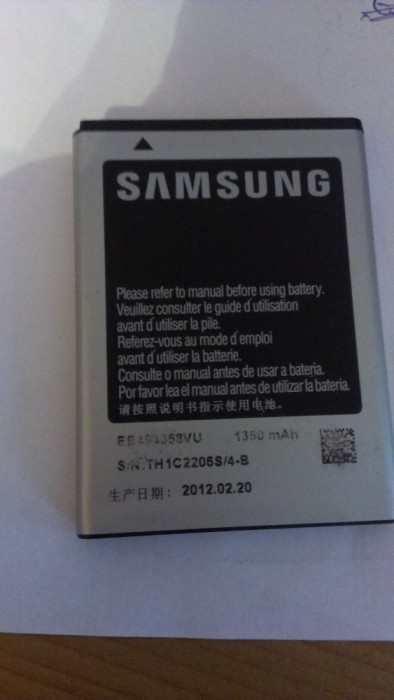 SAMSUNG
Please refer to manual before using battery.
Veuillez consulter le guide d'utilisation
avant d'utiliser la pile.
Referez-vous au mode d'emploi
avant d'utiliser la batterie.
Consulte o manual antes de usar a bateria.
Por favor lea el manual antes de utilizar la bateria.
请按照说明书指示使用电池。
EB494358VU 1350 mAh
S/N:TH1C2206S/4-B
生产日期: 2012.02.20